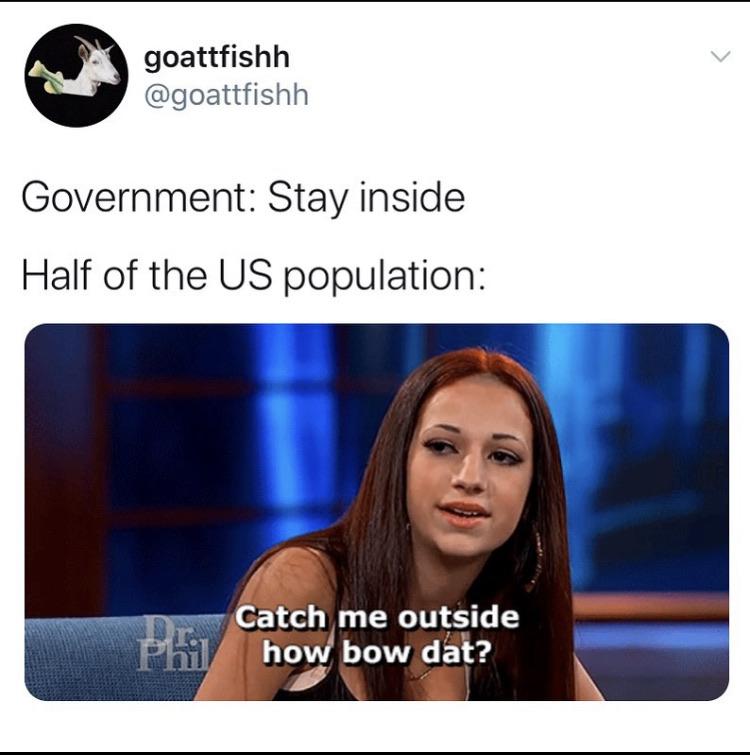 goattfishh
@goattfishh
Government: Stay inside
Half of the US population:
Catch me outside
how bow dat?
Dr.
Phil